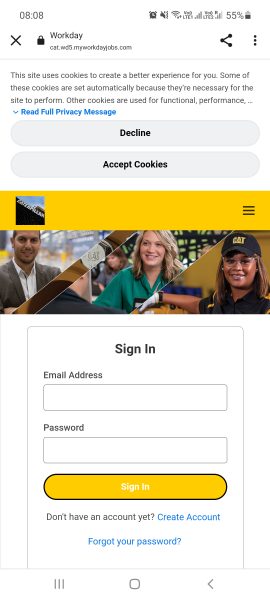 08:08
55%
Workday
cat.wd5.myworkdayjobs.com
This site uses cookies to create a better experience for you. Some of
these cookies are set automatically because they're necessary for the
site to perform. Other cookies are used for functional, performance, ...
Read Full Privacy Message
Decline
Accept Cookies
CATERPILLAR
CAT
CAT
Sign In
Email Address
Password
Sign In
Don't have an account yet? Create Account
Forgot your password?